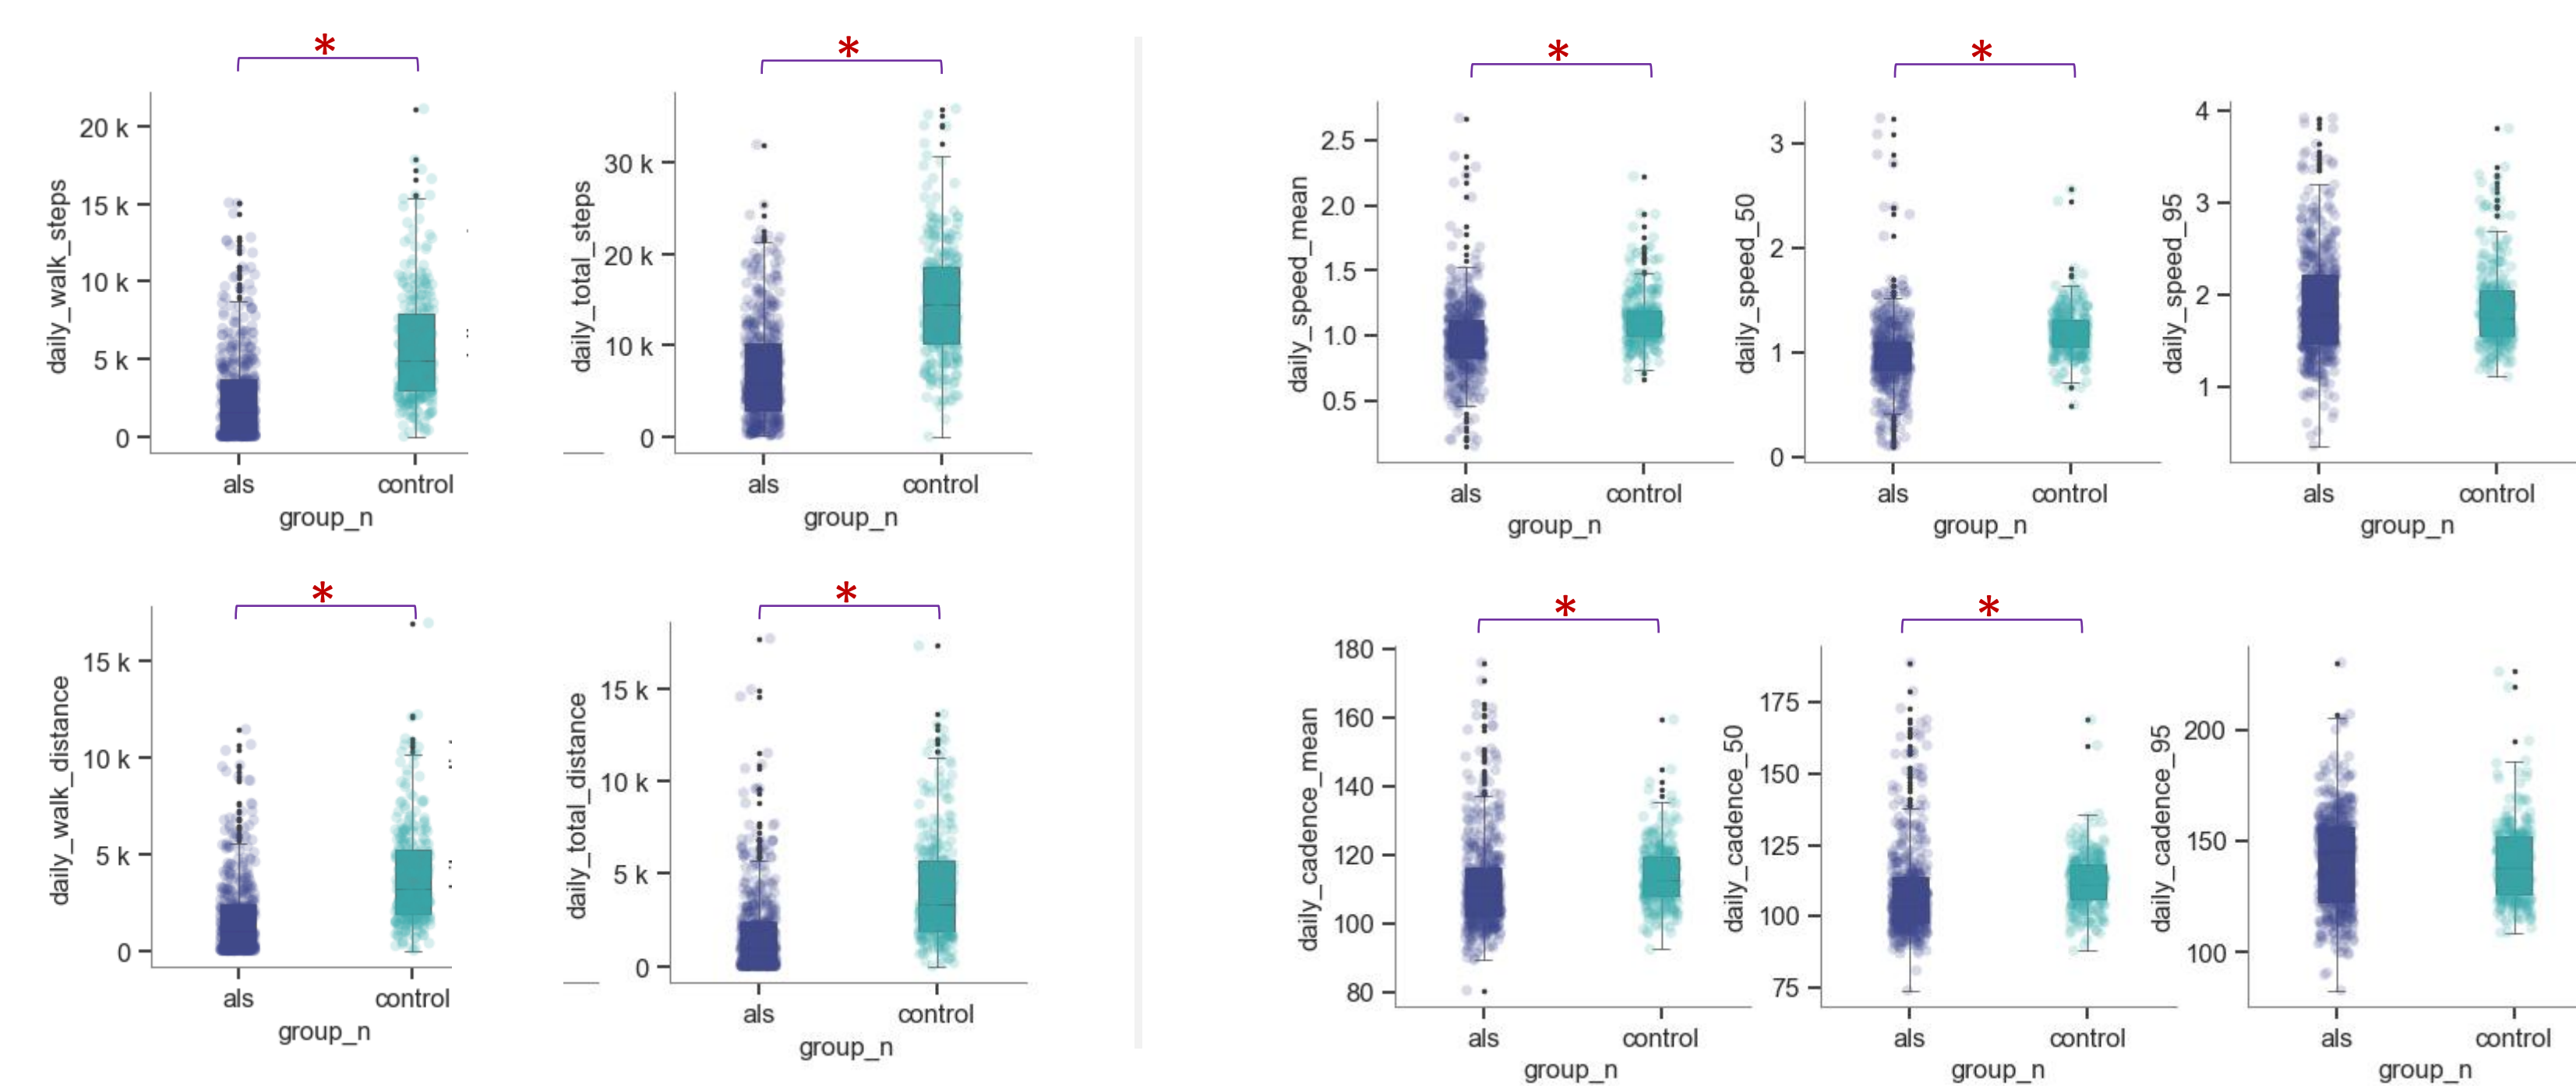 *
daily_walk_steps
20 k
15 k
10 k
5 k
0
als control
group_n
*
daily_total_steps
30 k
20 k
10 k
0
als control
group_n
*
daily_speed_mean
2.5
2.0
1.5
1.0
0.5
als control
group_n
*
daily_speed_50
3
2
1
0
als control
group_n
daily_speed_95
4
3
2
1
als control
group_n
*
daily_walk_distance
15 k
10 k
5 k
0
als control
group_n
*
daily_total_distance
15 k
10 k
5 k
0
als control
group_n
*
daily_cadence_mean
180
160
140
120
100
80
als control
group_n
*
daily_cadence_50
175
150
125
100
75
als control
group_n
daily_cadence_95
200
150
100
als control
group_n